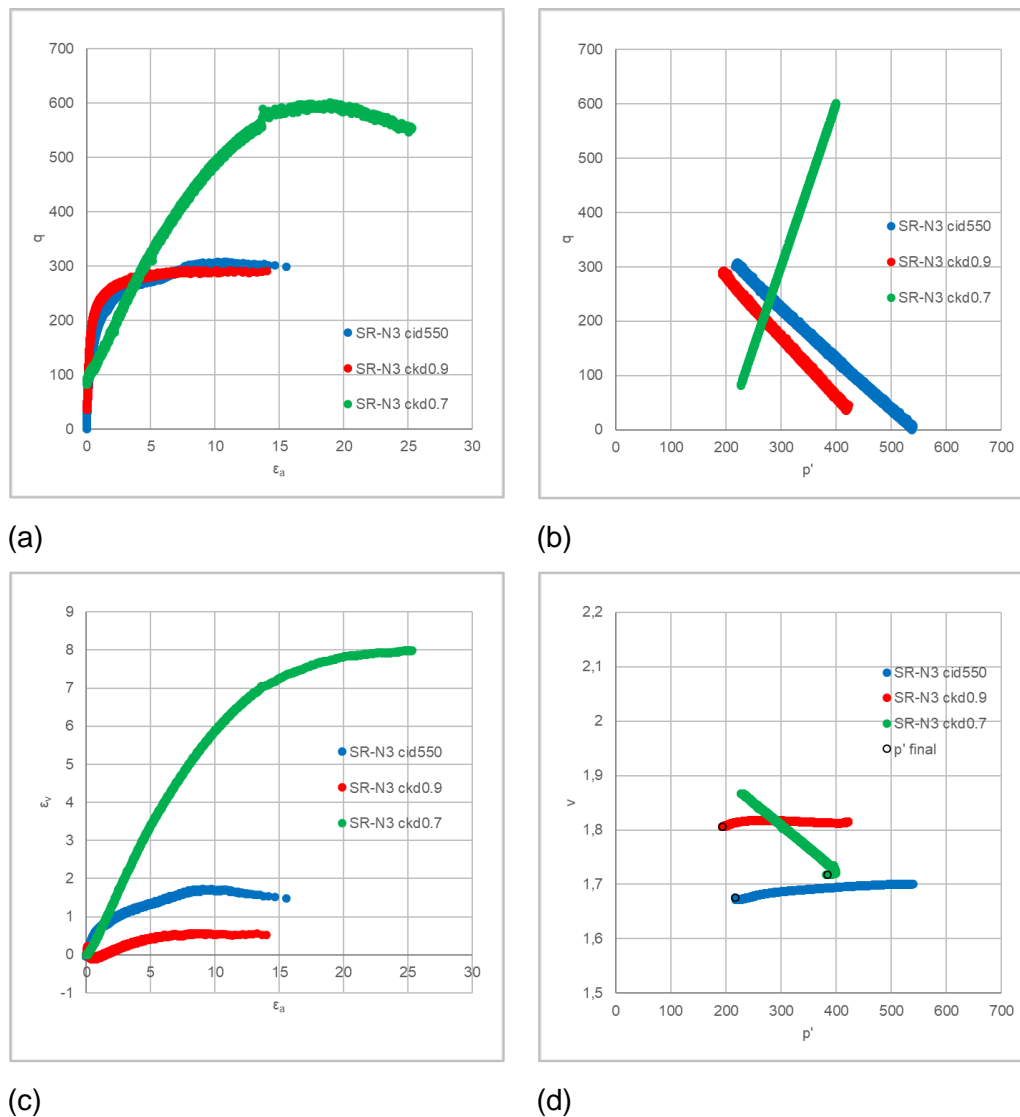 700
600
500
400
300
200
100
0
q
0 5 10 15 20 25 30
εa
SR-N3 cid550
SR-N3 ckd0.9
SR-N3 ckd0.7
(a)
700
600
500
400
300
200
100
0
q
0 100 200 300 400 500 600 700
p'
SR-N3 cid550
SR-N3 ckd0.9
SR-N3 ckd0.7
(b)
9
8
7
6
5
4
3
2
1
0
-1
εv
0 5 10 15 20 25 30
εa
SR-N3 cid550
SR-N3 ckd0.9
SR-N3 ckd0.7
(c)
2,2
2,1
2
1,9
1,8
1,7
1,6
1,5
v
0 100 200 300 400 500 600 700
p'
SR-N3 cid550
SR-N3 ckd0.9
SR-N3 ckd0.7
p' final
(d)